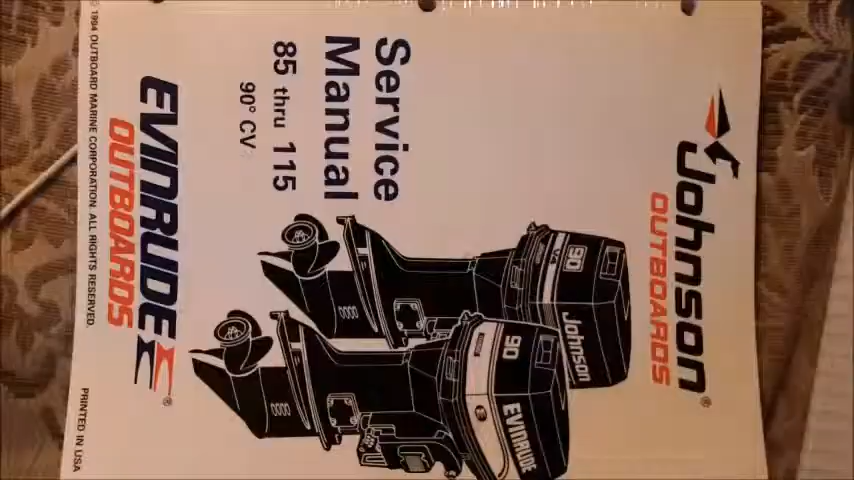 Johnson®
OUTBOARDS
Service
Manual
85 thru 115
90° CV
90
V4
Johnson
90
EVINRUDE
EVINRUDE®
OUTBOARDS
© 1994 OUTBOARD MARINE CORPORATION. ALL RIGHTS RESERVED.
PRINTED IN USA